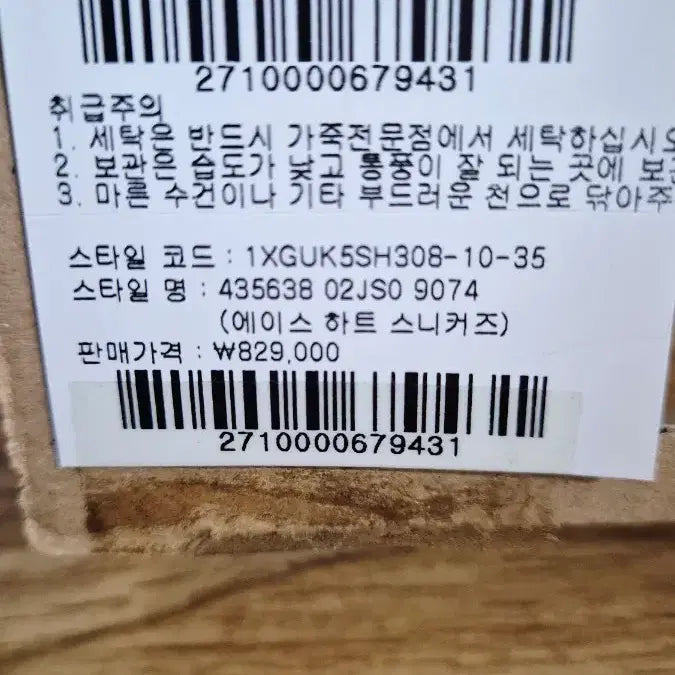 2710000679431
취급주의
1. 세탁은 반드시 가죽전문점에서 세탁하십시오
2. 보관은 습도가 낮고 통풍이 잘 되는 곳에
3. 마른 수건이나 기타 부드러운 천으로 닦아주
스타일 코드 : 1XGUK5SH308-10-35
스타일 명 : 435638 02JS0 9074
(에이스 하트 스니커즈)
판매가격 : ₩829,000
2710000679431